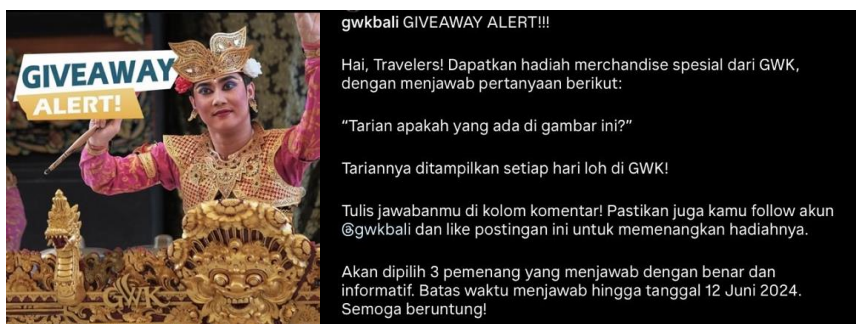 GIVEAWAY
ALERT!
GWK
gwkbali GIVEAWAY ALERT!!!
Hai, Travelers! Dapatkan hadiah merchandise spesial dari GWK,
dengan menjawab pertanyaan berikut:
“Tarian apakah yang ada di gambar ini?”
Tariannya ditampilkan setiap hari loh di GWK!
Tulis jawabanmu di kolom komentar! Pastikan juga kamu follow akun
@gwkbali dan like postingan ini untuk memenangkan hadiahnya.
Akan dipilih 3 pemenang yang menjawab dengan benar dan
informatif. Batas waktu menjawab hingga tanggal 12 Juni 2024.
Semoga beruntung!